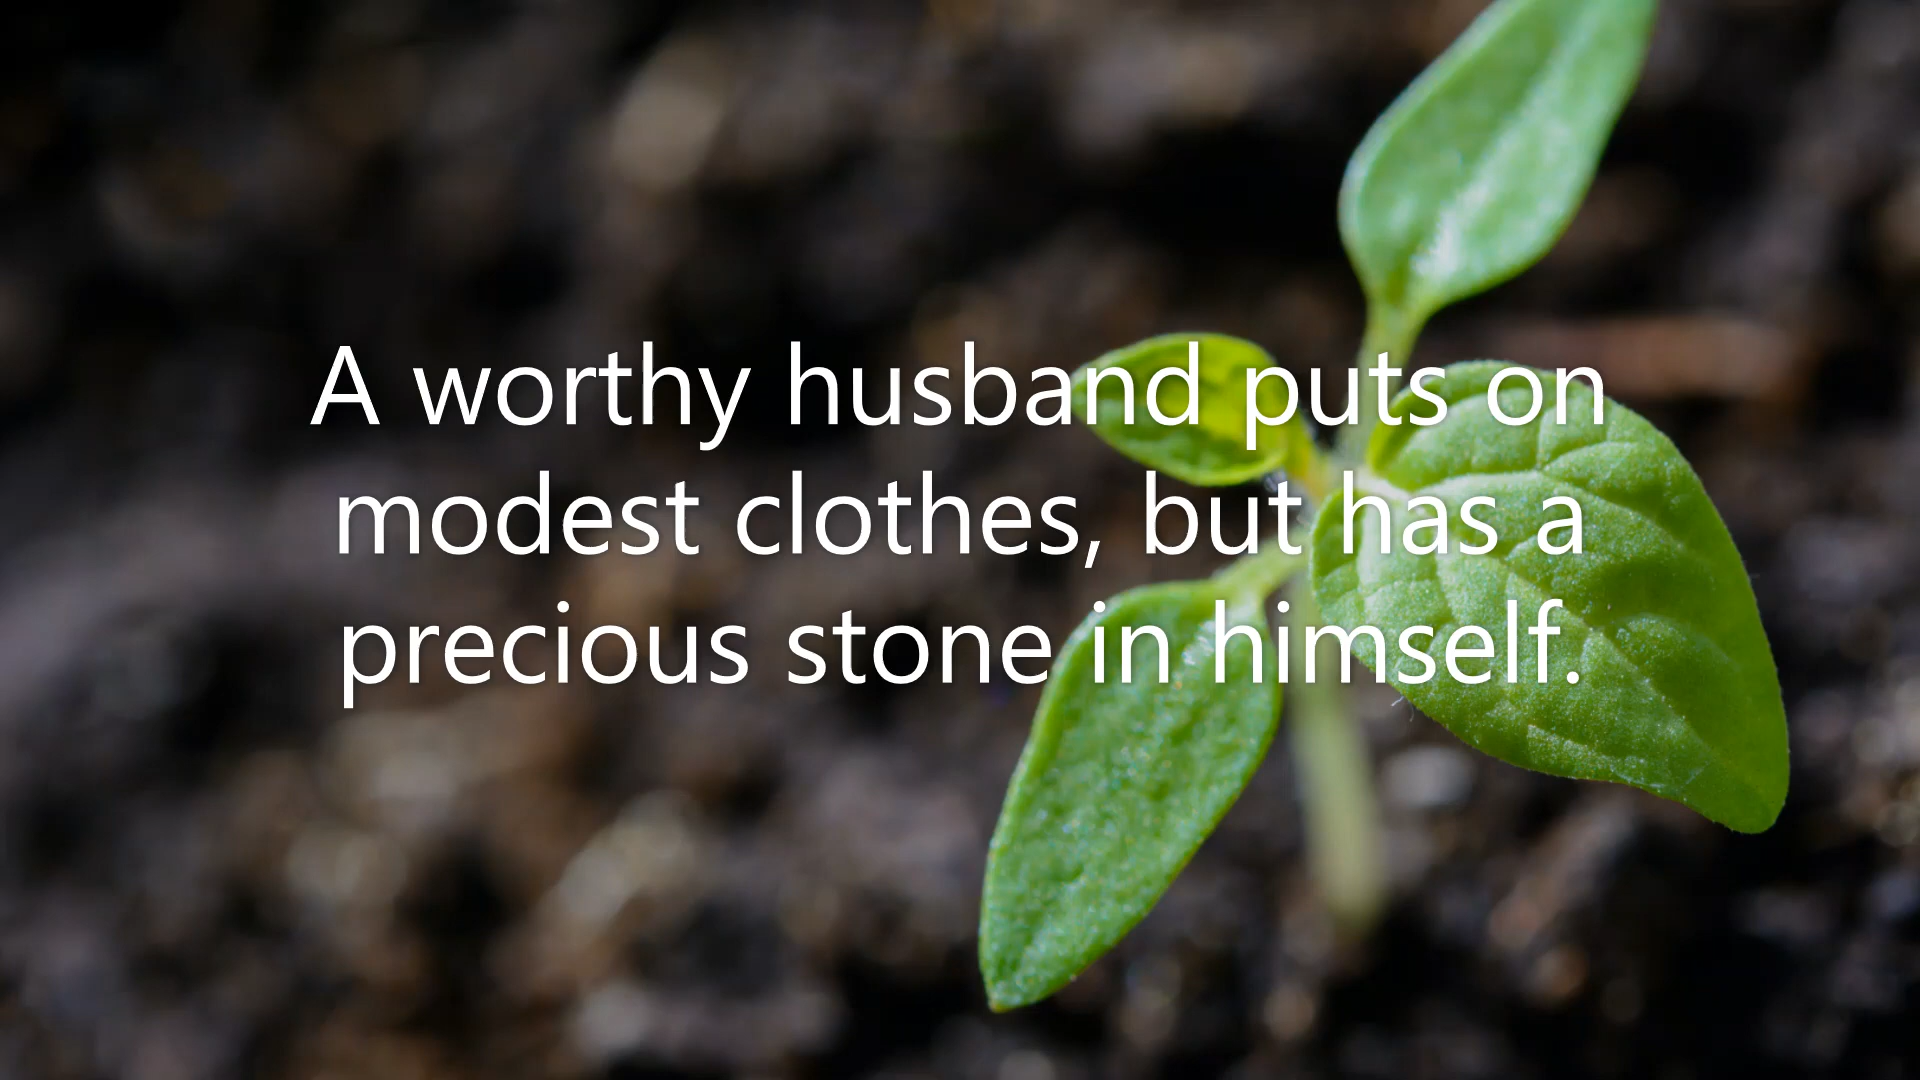 A worthy husband puts on
modest clothes, but has a
precious stone in himself.